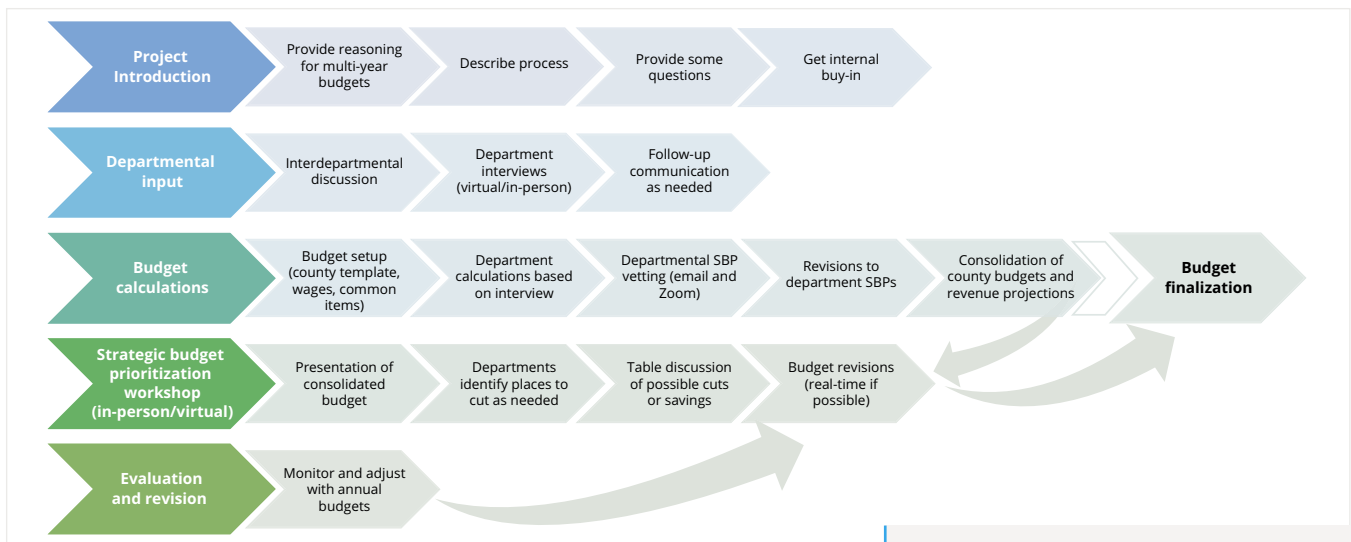 Project
Introduction
Provide reasoning
for multi-year
budgets
Describe process
Provide some
questions
Get internal
buy-in
Departmental
input
Interdepartmental
discussion
Department
interviews
(virtual/in-person)
Follow-up
communication
as needed
Budget
calculations
Budget setup
(county template,
wages, common
items)
Department
calculations based
on interview
Departmental SBP
vetting (email and
Zoom)
Revisions to
department SBPs
Consolidation of
county budgets and
revenue projections
Budget
finalization
Strategic budget
prioritization
workshop
(in-person/virtual)
Presentation of
consolidated
budget
Departments
identify places to
cut as needed
Table discussion
of possible cuts
or savings
Budget revisions
(real-time if
possible)
Evaluation
and revision
Monitor and adjust
with annual
budgets